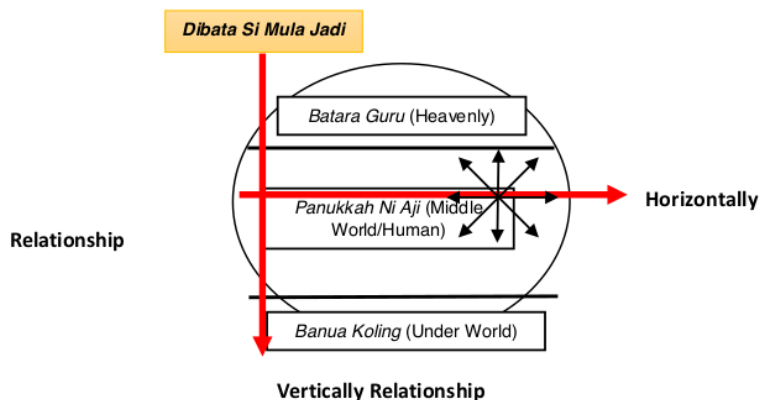 Dibata Si Mula Jadi
Batara Guru (Heavenly)
Horizontally
Panukkah Ni Aji (Middle
World/Human)
Relationship
Banua Koling (Under World)
Vertically Relationship